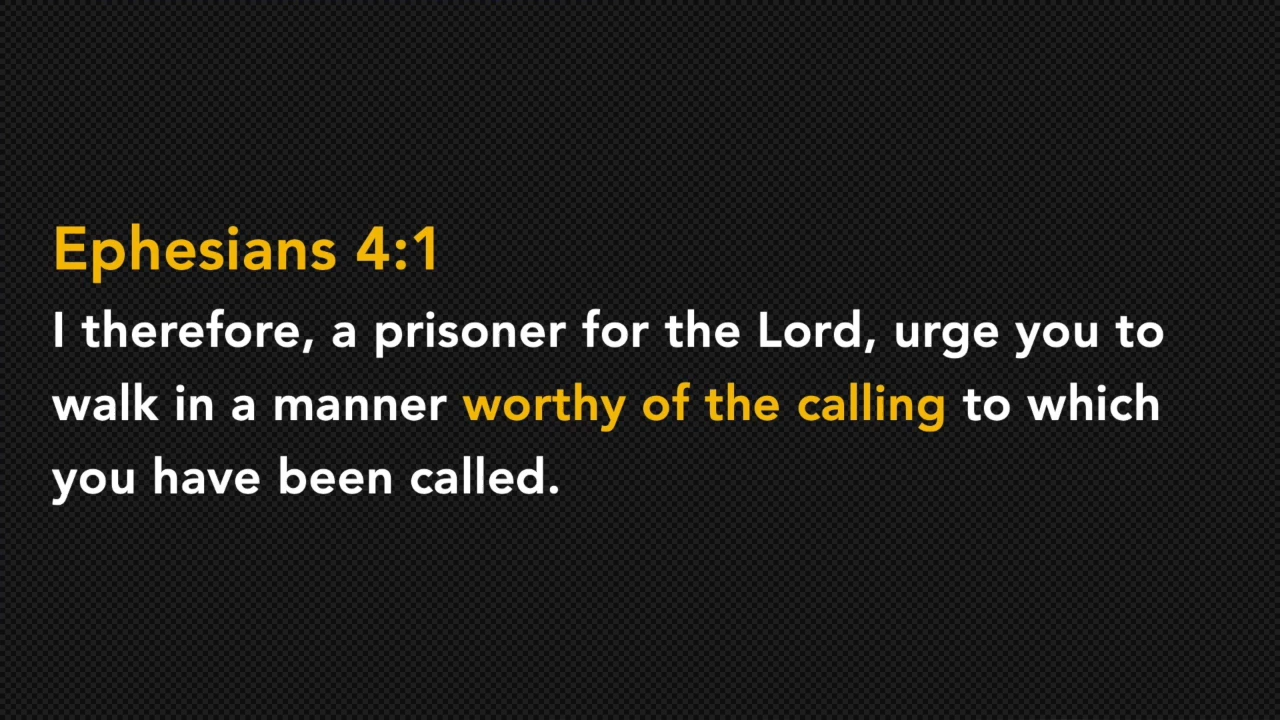 Ephesians 4:1
I therefore, a prisoner for the Lord, urge you to
walk in a manner worthy of the calling to which
you have been called.